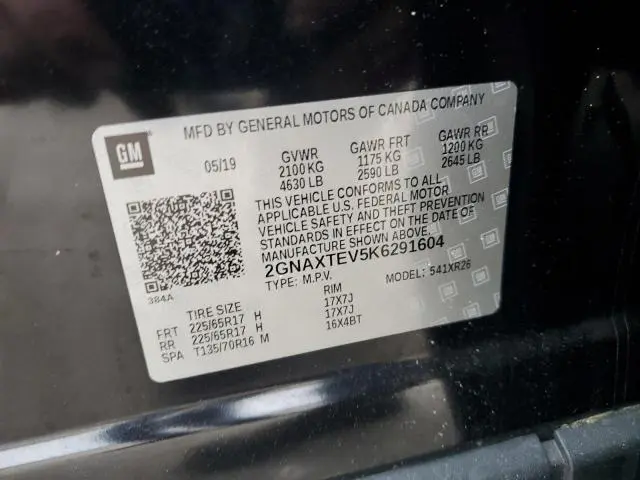 MFD BY GENERAL MOTORS OF CANADA COMPANY
GM
05/19 GVWR GAWR FRT GAWR RR
2100 KG 1175 KG 1200 KG
4630 LB 2590 LB 2645 LB
THIS VEHICLE CONFORMS TO ALL
APPLICABLE U.S. FEDERAL MOTOR
VEHICLE SAFETY AND THEFT PREVENTION
STANDARDS IN EFFECT ON THE DATE OF
MANUFACTURE SHOWN ABOVE.
2GNAXTEV5K6291604
TYPE: M.P.V. MODEL: 541XR26
384A
TIRE SIZE RIM
FRT 225/65R17 H 17X7J
RR 225/65R17 H 17X7J
SPA T135/70R16 M 16X4BT